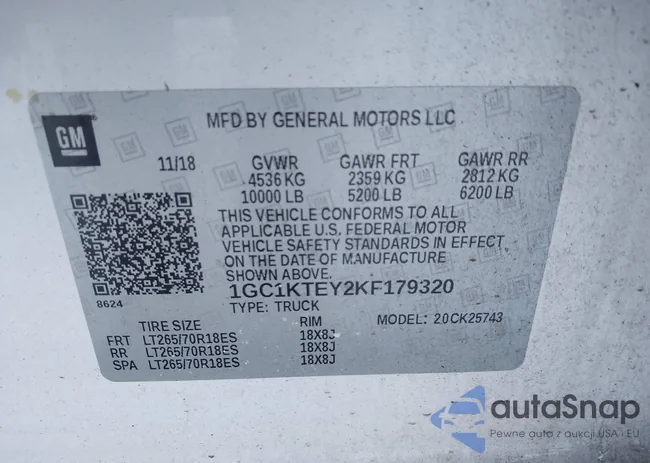 GM
MFD BY GENERAL MOTORS LLC
11/18 GVWR GAWR FRT GAWR RR
4536 KG 2359 KG 2812 KG
10000 LB 5200 LB 6200 LB
THIS VEHICLE CONFORMS TO ALL
APPLICABLE U.S. FEDERAL MOTOR
VEHICLE SAFETY STANDARDS IN EFFECT
ON THE DATE OF MANUFACTURE
SHOWN ABOVE.
8624
1GC1KTEY2KF179320
TYPE: TRUCK
TIRE SIZE RIM MODEL: 20CK25743
FRT LT265/70R18ES 18X8J
RR LT265/70R18ES 18X8J
SPA LT265/70R18ES 18X8J
autoSnap
Pewne auta z aukcji USA i EU